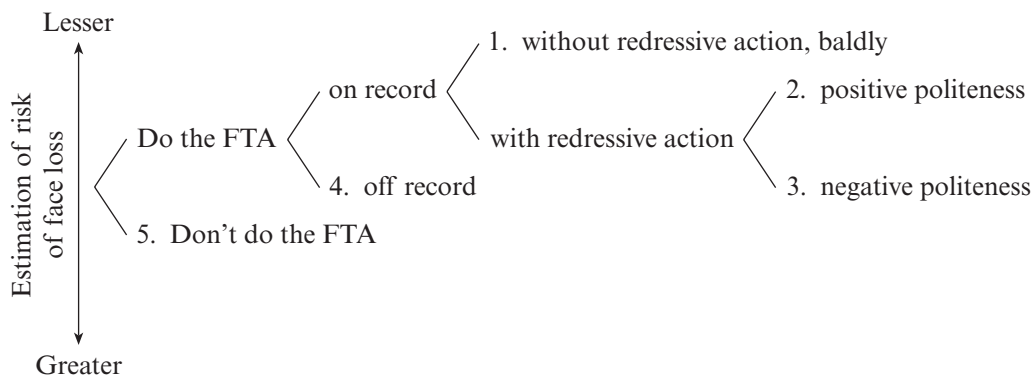 Lesser
1. without redressive action, baldly
on record
2. positive politeness
Do the FTA
with redressive action
4. off record
3. negative politeness
5. Don't do the FTA
Estimation of risk
of face loss
Greater